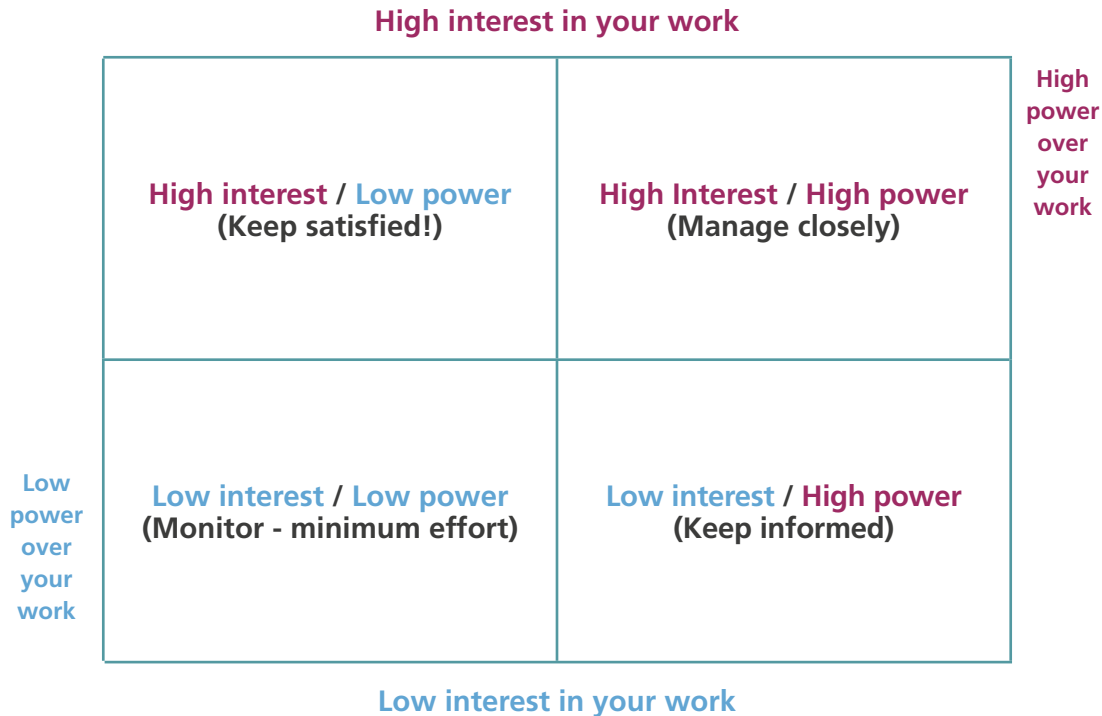 High interest in your work
High
power
over
your
work
High interest / Low power
(Keep satisfied!)
High Interest / High power
(Manage closely)
Low
power
over
your
work
Low interest / Low power
(Monitor - minimum effort)
Low interest / High power
(Keep informed)
Low interest in your work